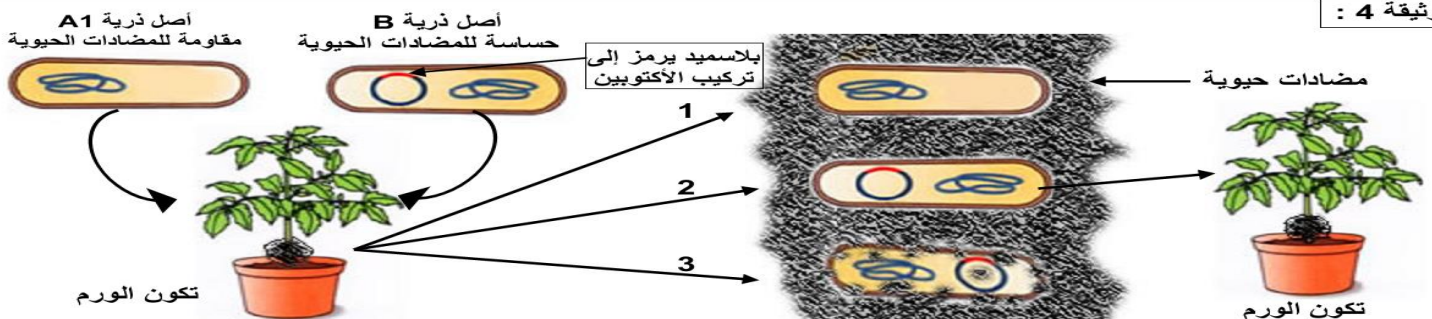 وثيقة 4 :
أصل ذرية A1
مقاومة للمضادات الحيوية
أصل ذرية B
حساسة للمضادات الحيوية
بلاسميد يرمز إلى
تركيب الأكتوبين
مضادات حيوية
1
2
3
تكون الورم
تكون الورم